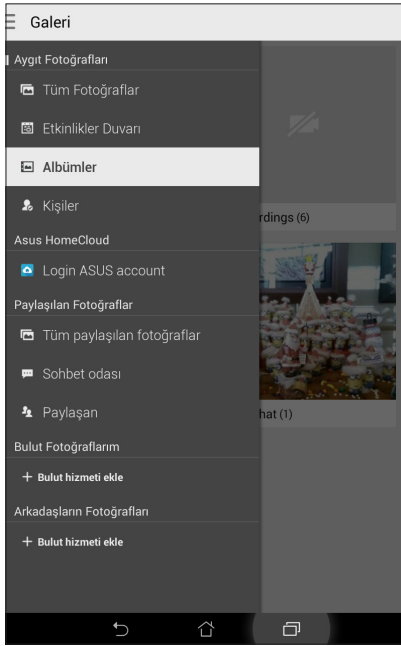 Galeri
Aygıt Fotoğrafları
Tüm Fotoğraflar
Etkinlikler Duvarı
Albümler
Kişiler
rdings (6)
Asus HomeCloud
Login ASUS account
Paylaşılan Fotoğraflar
Tüm paylaşılan fotoğraflar
Sohbet odası
Paylaşan
hat (1)
Bulut Fotoğraflarım
+ Bulut hizmeti ekle
Arkadaşların Fotoğrafları
+ Bulut hizmeti ekle